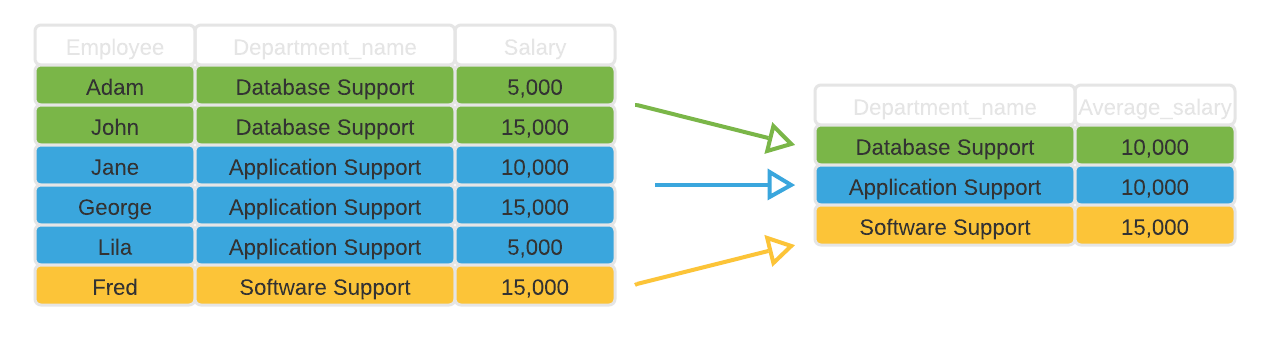 Employee Department_name Salary
Adam Database Support 5,000
John Database Support 15,000
Jane Application Support 10,000
George Application Support 15,000
Lila Application Support 5,000
Fred Software Support 15,000
Department_name Average_salary
Database Support 10,000
Application Support 10,000
Software Support 15,000